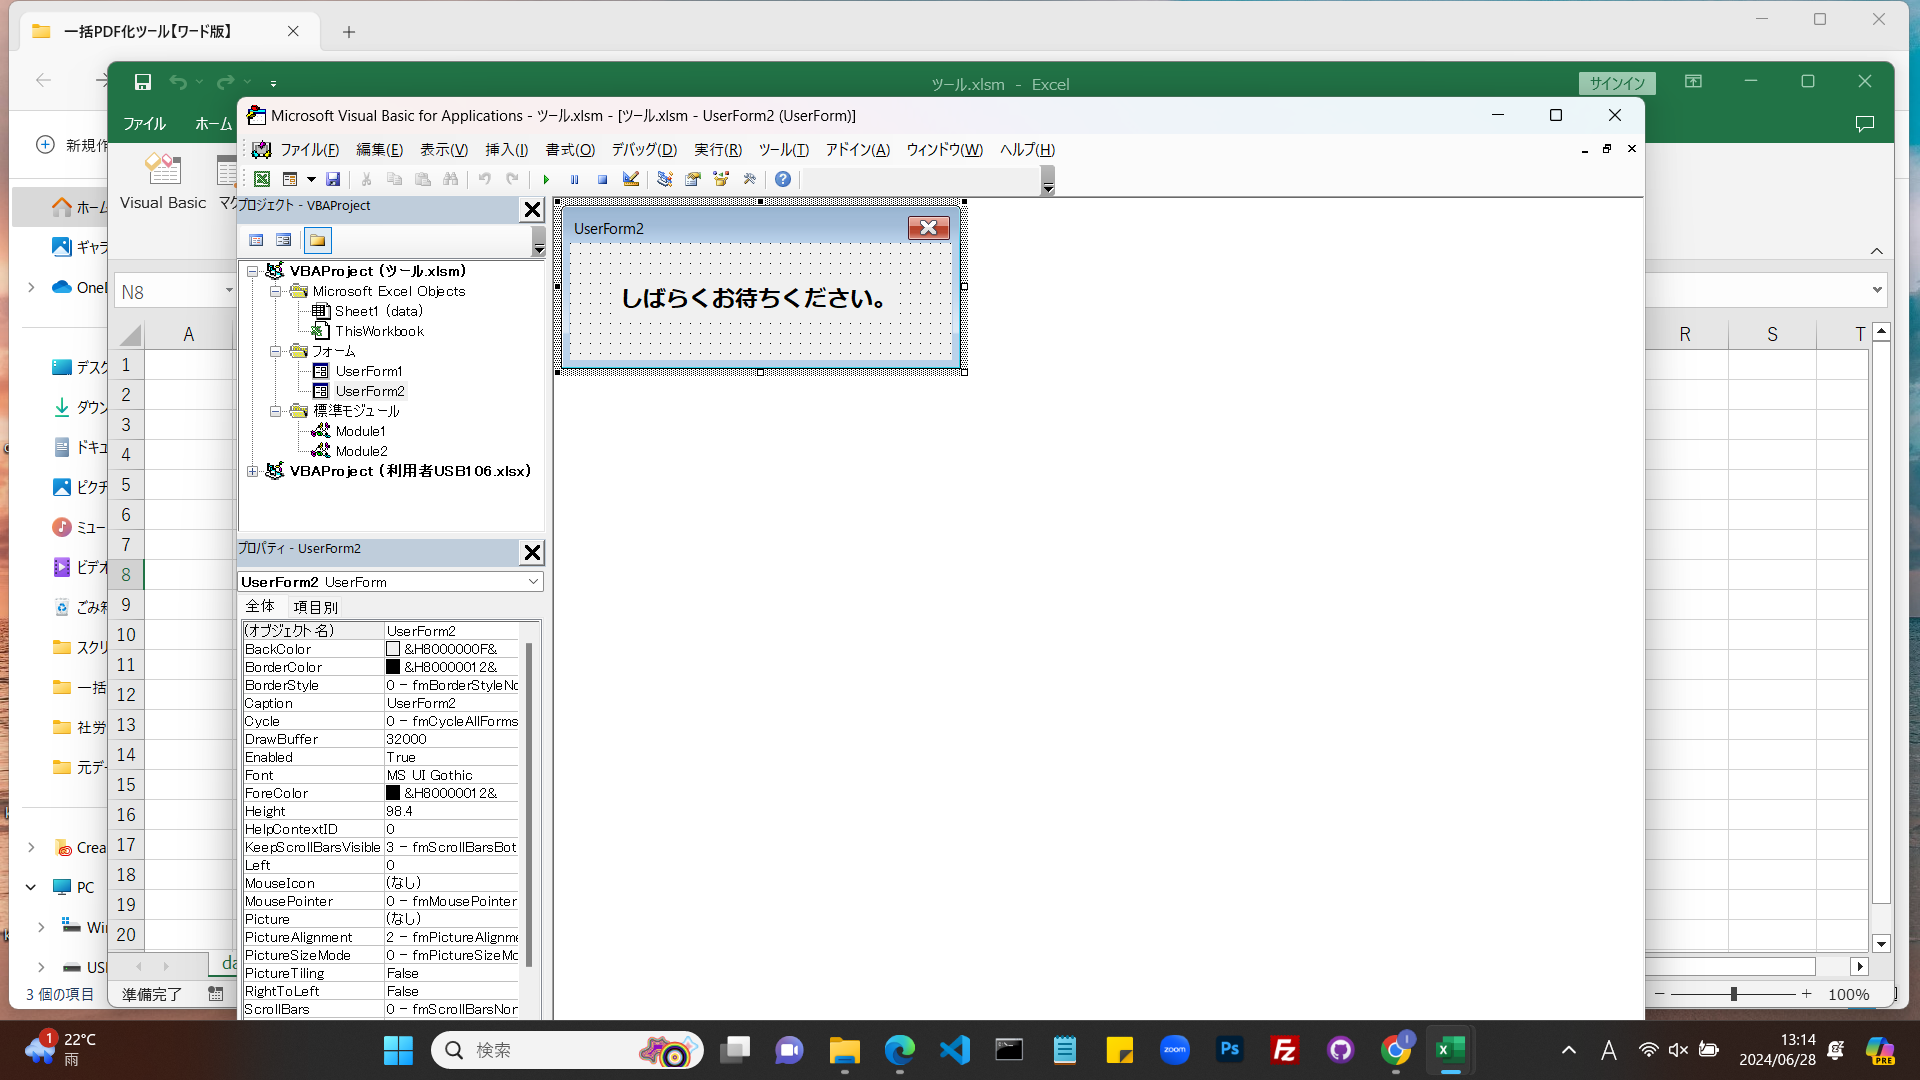 一括PDF化ツール【ワード版】
ツール.xlsm - Excel
サインイン
ファイル
ホーム
新規作
Visual Basic
マク
Microsoft Visual Basic for Applications - ツール.xlsm - [ツール.xlsm - UserForm2 (UserForm)]
ファイル(F) 編集(E) 表示(V) 挿入(I) 書式(O) デバッグ(D) 実行(R) ツール(T) アドイン(A) ウィンドウ(W) ヘルプ(H)
プロジェクト - VBAProject
VBAProject (ツール.xlsm)
Microsoft Excel Objects
Sheet1 (data)
ThisWorkbook
フォーム
UserForm1
UserForm2
標準モジュール
Module1
Module2
VBAProject (利用者USB106.xlsx)
UserForm2
しばらくお待ちください。
プロパティ - UserForm2
UserForm2 UserForm
全体 項目別
(オブジェクト名) UserForm2
BackColor &H8000000F&
BorderColor &H80000012&
BorderStyle 0 - fmBorderStyleNo
Caption UserForm2
Cycle 0 - fmCycleAllForms
DrawBuffer 32000
Enabled True
Font MS UI Gothic
ForeColor &H80000012&
Height 98.4
HelpContextID 0
KeepScrollBarsVisible 3 - fmScrollBarsBot
Left 0
MouseIcon (なし)
MousePointer 0 - fmMousePointer
Picture (なし)
PictureAlignment 2 - fmPictureAlignme
PictureSizeMode 0 - fmPictureSizeMo
PictureTiling False
RightToLeft False
ScrollBars 0 - fmScrollBarsNor
ホーム
ギャラ
OneD
デスク
ダウン
ドキュ
ピクチ
ミュー
ビデオ
ごみ箱
スクリ
一括
社労
元デー
Crea
PC
Win
USB
3 個の項目
N8
A
R S T
1
2
3
4
5
6
7
8
9
10
11
12
13
14
15
16
17
18
19
20
da
準備完了
100%
1
22°C
雨
検索
zoom
Ps
Fz
A
13:14
2024/06/28
PRE